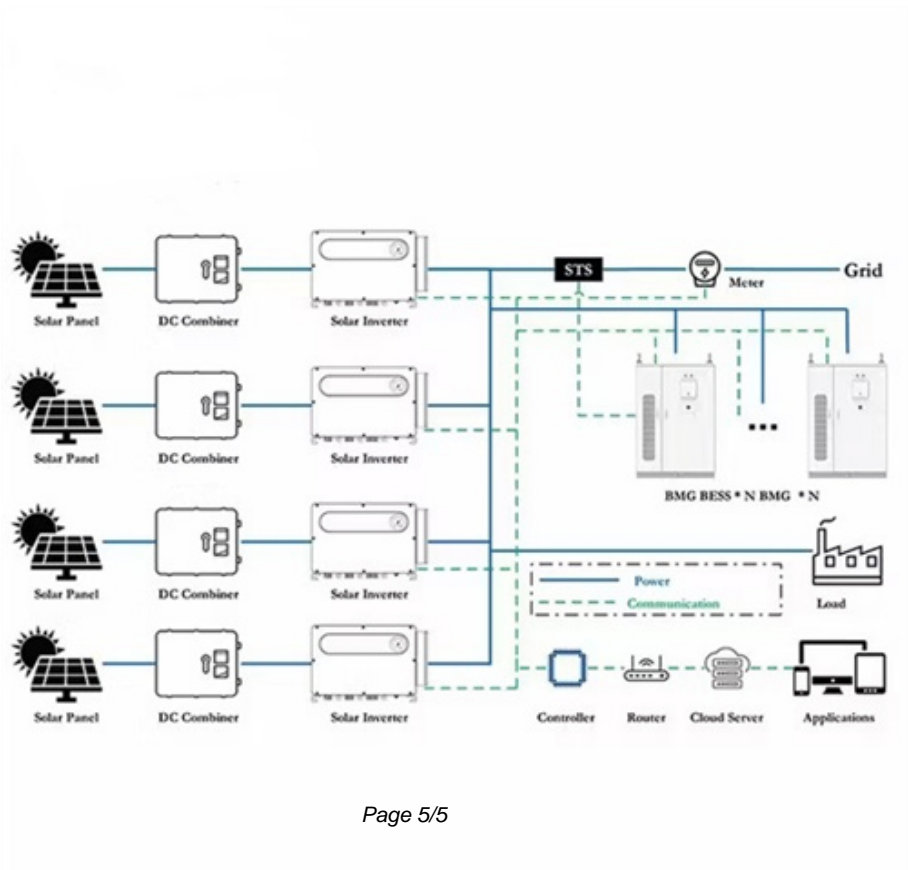 STS
Grid
Meter
Solar Panel
DC Combiner
Solar Inverter
Solar Panel
DC Combiner
Solar Inverter
BMG BESS * N BMG * N
Solar Panel
DC Combiner
Solar Inverter
Power
Communication
Load
Solar Panel
DC Combiner
Solar Inverter
Controller
Router
Cloud Server
Applications
Page 5/5